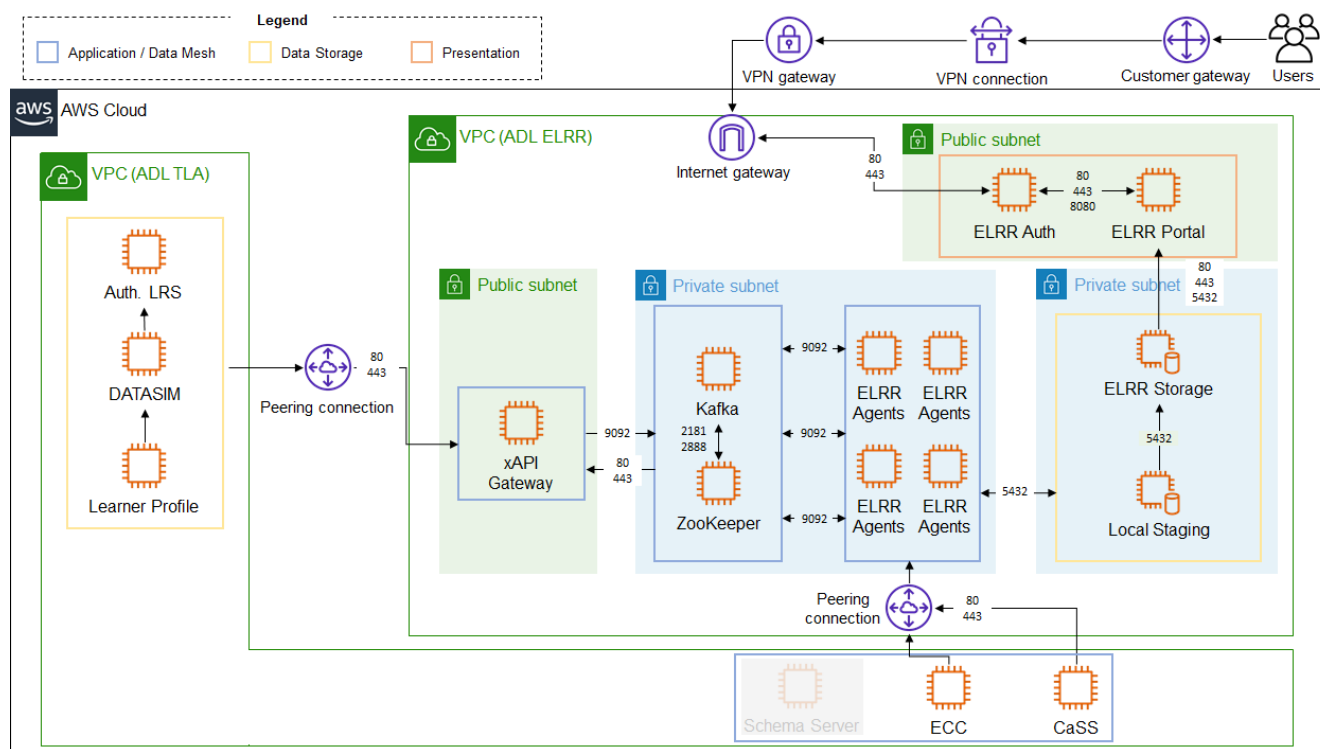 Legend
Application / Data Mesh
Data Storage
Presentation
VPN gateway
VPN connection
Customer gateway
Users
aws
AWS Cloud
VPC (ADL TLA)
Auth. LRS
DATASIM
Learner Profile
Peering connection
80
443
VPC (ADL ELRR)
Internet gateway
80
443
Public subnet
ELRR Auth
80
443
8080
ELRR Portal
Public subnet
xAPI
Gateway
9092
80
443
Private subnet
Kafka
2181
2888
ZooKeeper
9092
9092
9092
ELRR
Agents
ELRR
Agents
ELRR
Agents
ELRR
Agents
5432
Private subnet
80
443
5432
ELRR Storage
5432
Local Staging
Peering
connection
80
443
Schema Server
ECC
CaSS